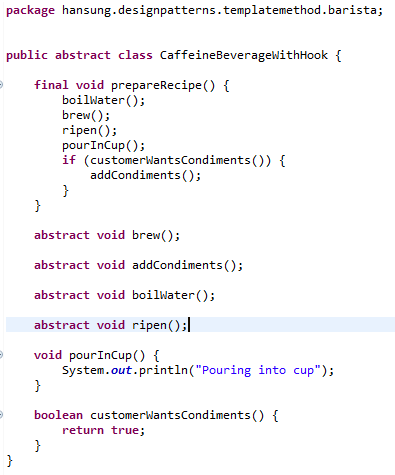 package hansung.designpatterns.templatemethod.barista;
public abstract class CaffeineBeverageWithHook {
    final void prepareRecipe() {
        boilWater();
        brew();
        ripen();
        pourInCup();
        if (customerWantsCondiments()) {
            addCondiments();
        }
    }
    abstract void brew();
    abstract void addCondiments();
    abstract void boilWater();
    abstract void ripen();
    void pourInCup() {
        System.out.println("Pouring into cup");
    }
    boolean customerWantsCondiments() {
        return true;
    }
}